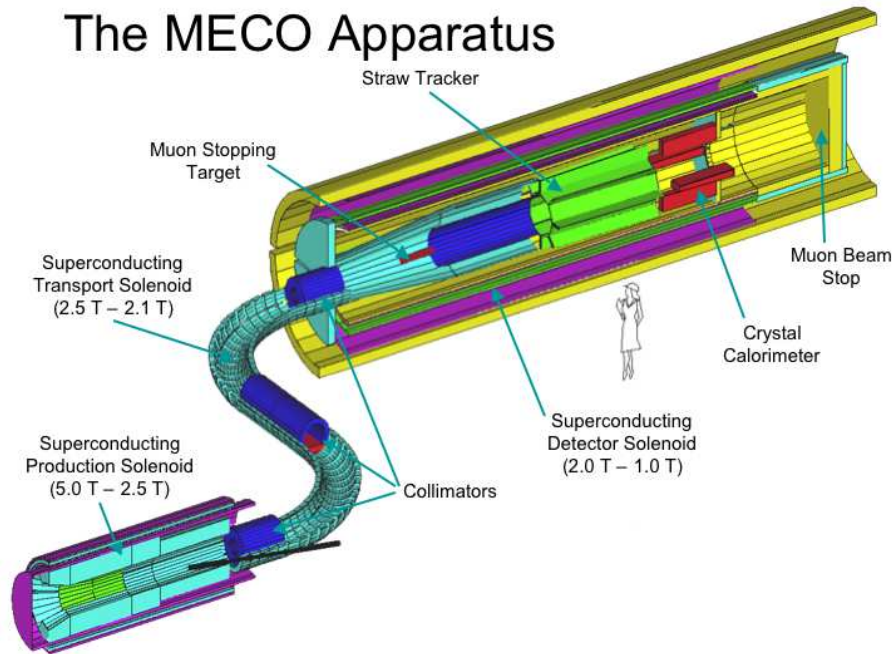 The MECO Apparatus
Straw Tracker
Muon Stopping
Target
Superconducting
Transport Solenoid
(2.5 T – 2.1 T)
Muon Beam
Stop
Crystal
Calorimeter
Superconducting
Detector Solenoid
(2.0 T – 1.0 T)
Superconducting
Production Solenoid
(5.0 T – 2.5 T)
Collimators